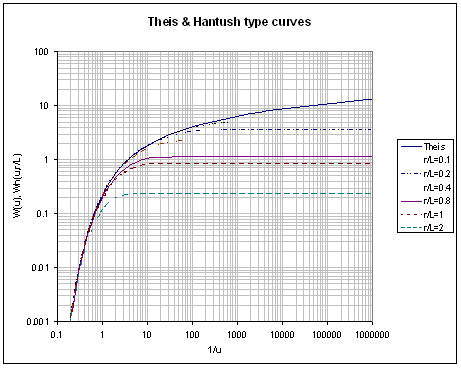 Theis & Hantush type curves
100
10
1
0.1
0.01
0.001
W(u), Wh(u,r/L)
0.1
1
10
100
1000
10000
100000
1000000
1/u
Theis
r/L=0.1
r/L=0.2
r/L=0.4
r/L=0.8
r/L=1
r/L=2